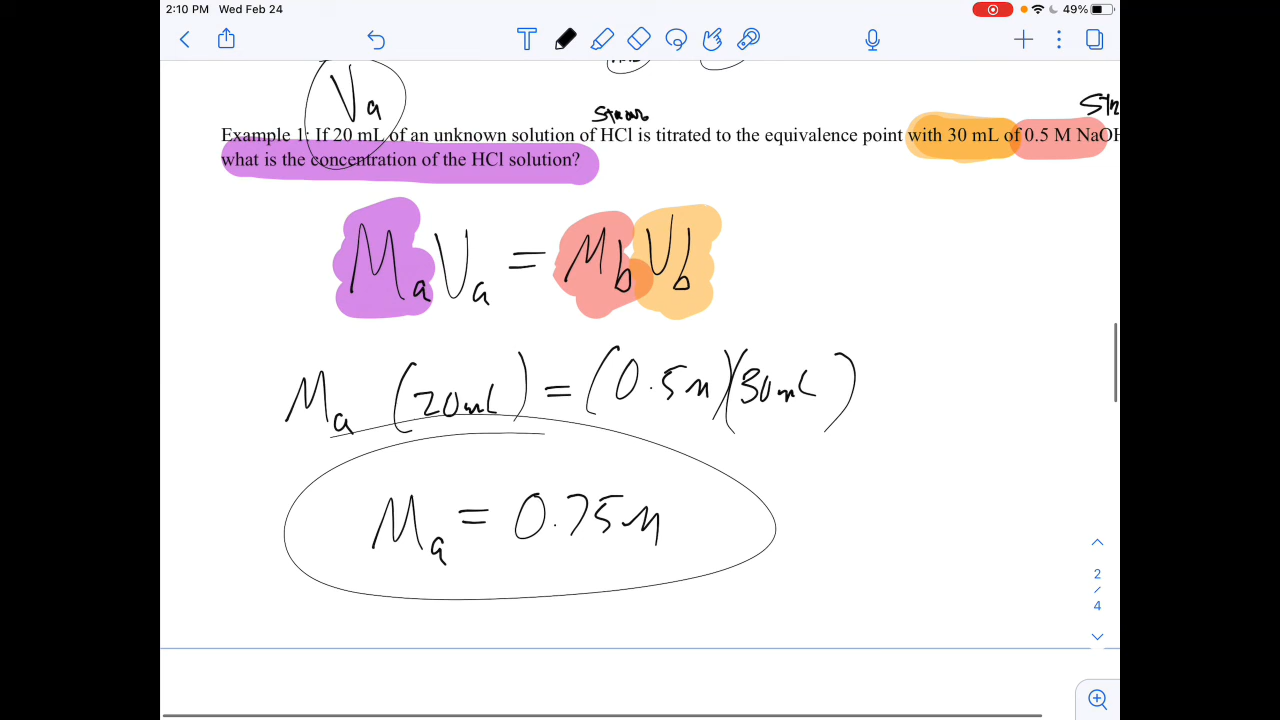 2:10 PM Wed Feb 24
49%
T
Va
Strong
Example 1: If 20 mL of an unknown solution of HCl is titrated to the equivalence point with 30 mL of 0.5 M NaOH
what is the concentration of the HCl solution?
MaVa = MbVb
Ma (20mL) = (0.5M)(30mL)
Ma = 0.75M
2
/
4